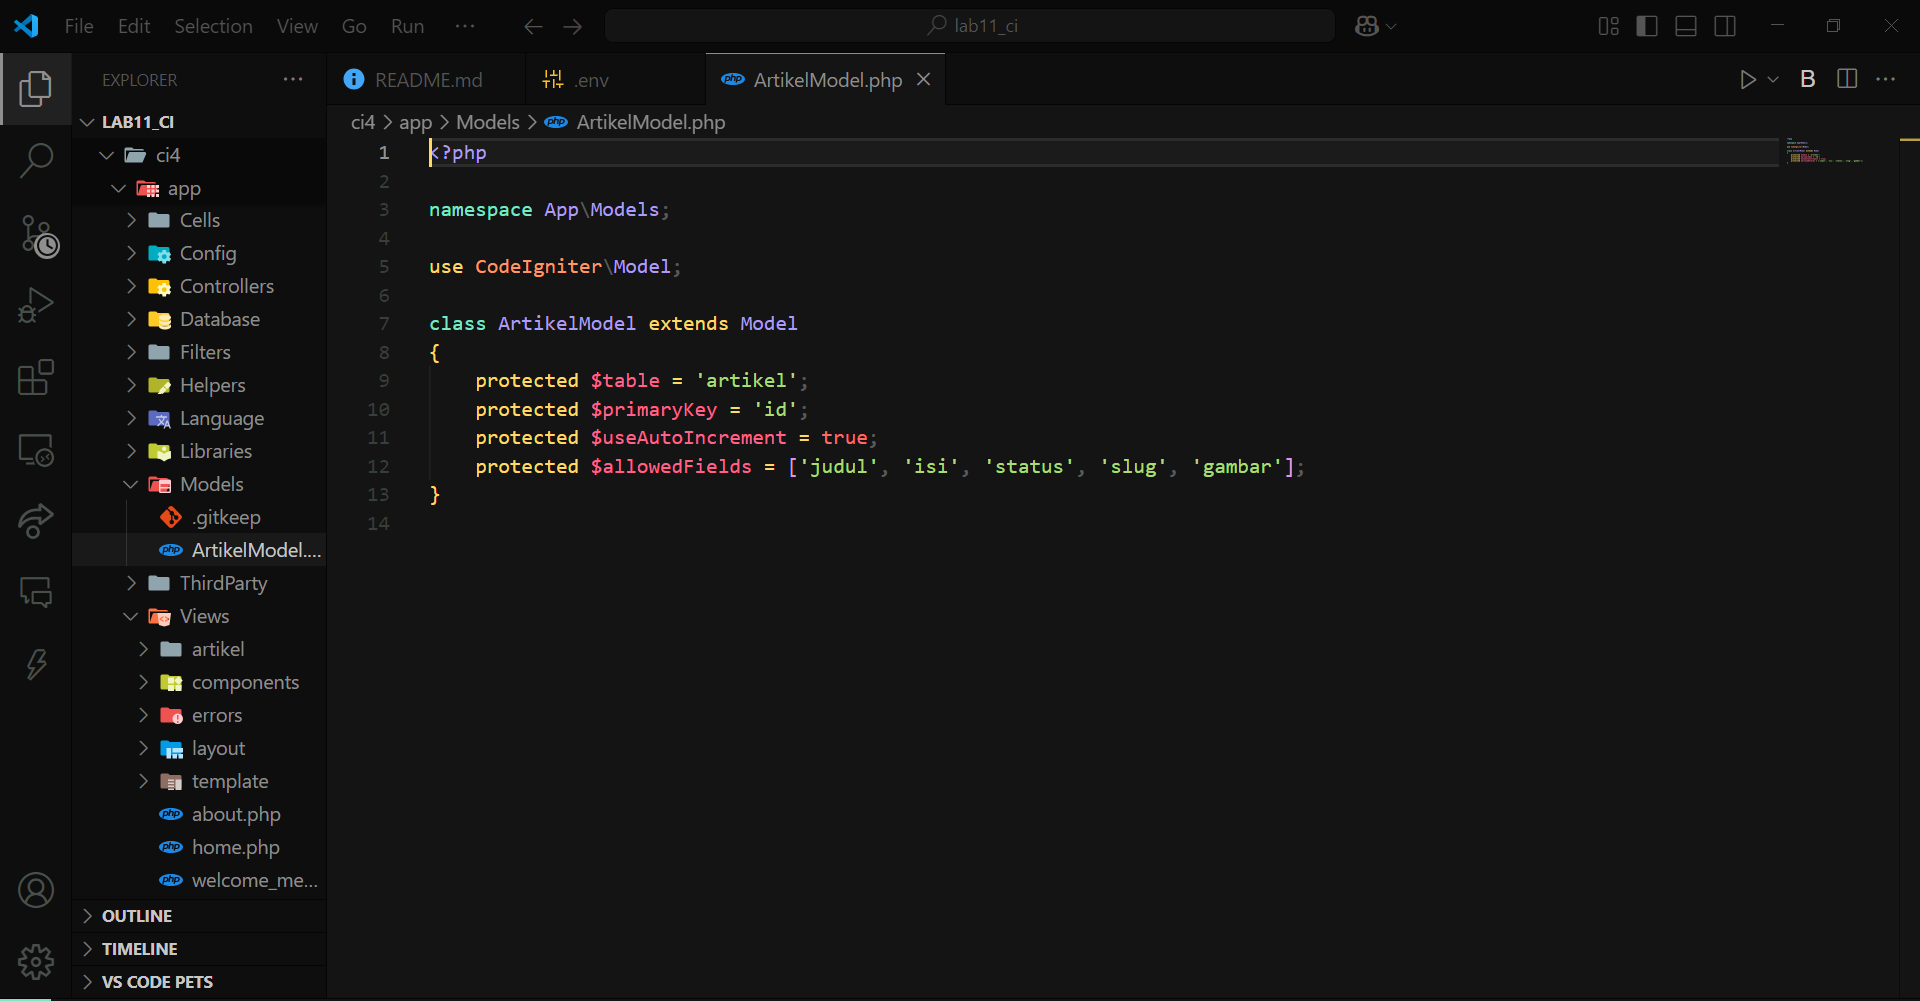 File Edit Selection View Go Run ··· lab11_ci
EXPLORER ···
README.md .env ArtikelModel.php B ···
ci4 > app > Models > ArtikelModel.php
LAB11_CI
ci4
app
Cells
Config
Controllers
Database
Filters
Helpers
Language
Libraries
Models
.gitkeep
ArtikelModel....
ThirdParty
Views
artikel
components
errors
layout
template
about.php
home.php
welcome_me...
OUTLINE
TIMELINE
VS CODE PETS
1 <?php
2
3 namespace App\Models;
4
5 use CodeIgniter\Model;
6
7 class ArtikelModel extends Model
8 {
9 protected $table = 'artikel';
10 protected $primaryKey = 'id';
11 protected $useAutoIncrement = true;
12 protected $allowedFields = ['judul', 'isi', 'status', 'slug', 'gambar'];
13 }
14